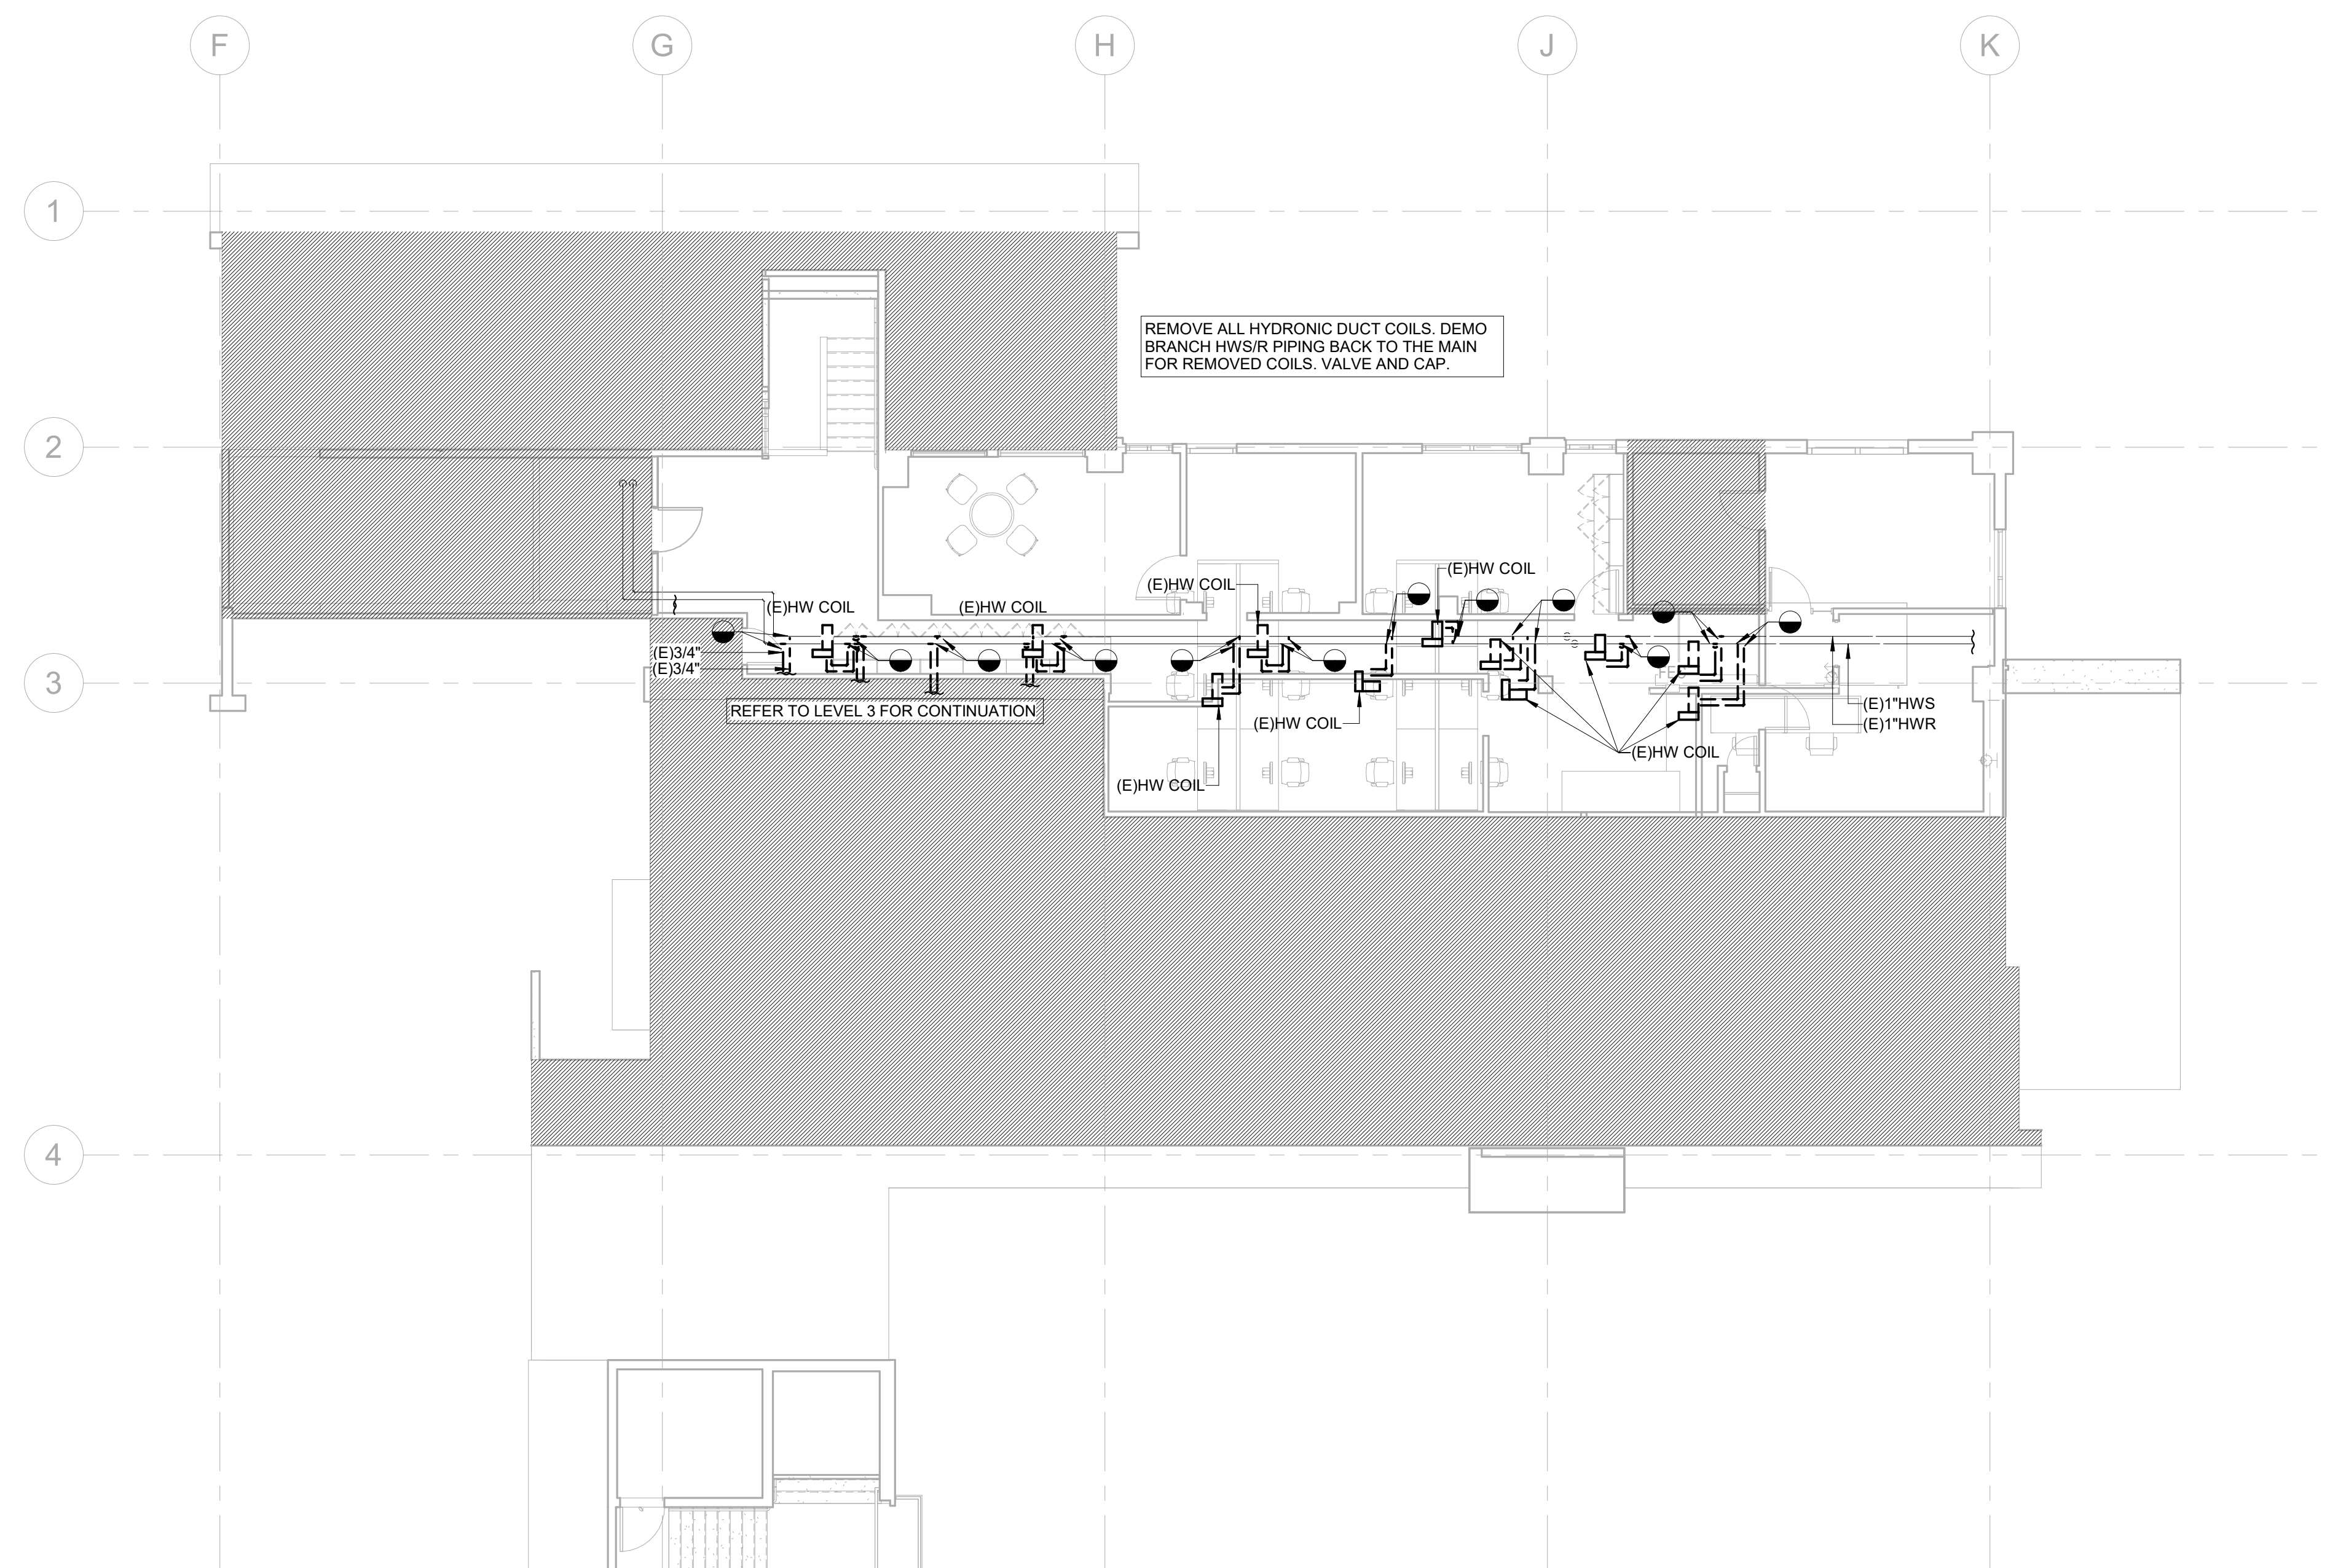 F
G
H
J
K
1
REMOVE ALL HYDRONIC DUCT COILS. DEMO
BRANCH HWS/R PIPING BACK TO THE MAIN
FOR REMOVED COILS. VALVE AND CAP.
2
(E)HW COIL
(E)HW COIL
(E)HW COIL
(E)HW COIL
(E)3/4"
(E)3/4"
3
REFER TO LEVEL 3 FOR CONTINUATION
(E)1"HWS
(E)HW COIL
(E)1"HWR
(E)HW COIL
(E)HW COIL
4